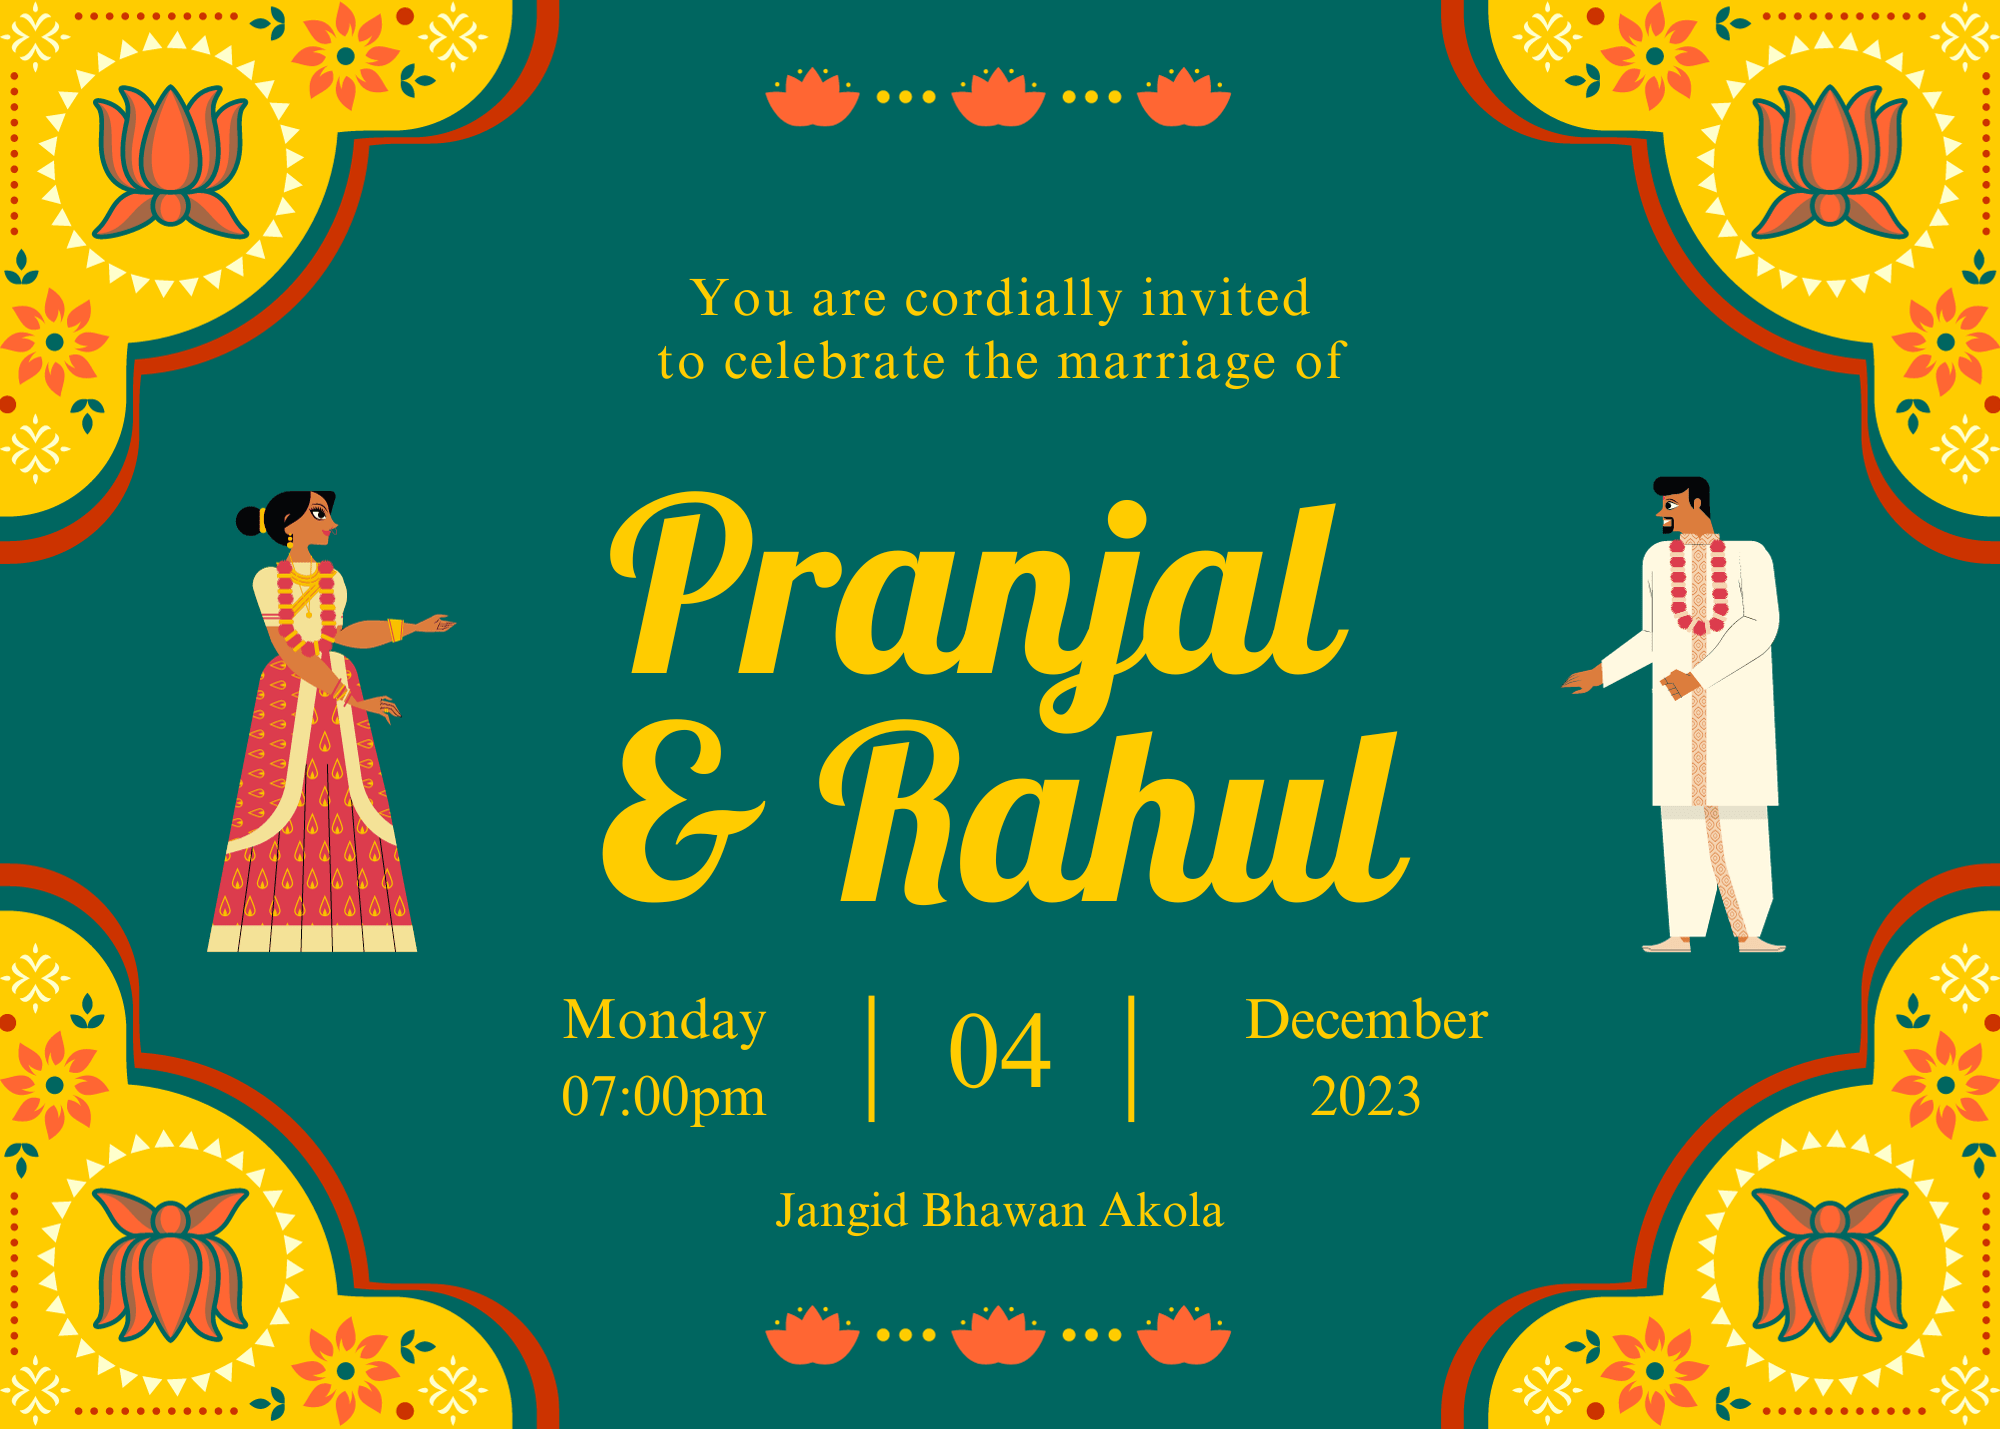 You are cordially invited
to celebrate the marriage of
Pranjal
& Rahul
Monday
07:00pm
04
December
2023
Jangid Bhawan Akola